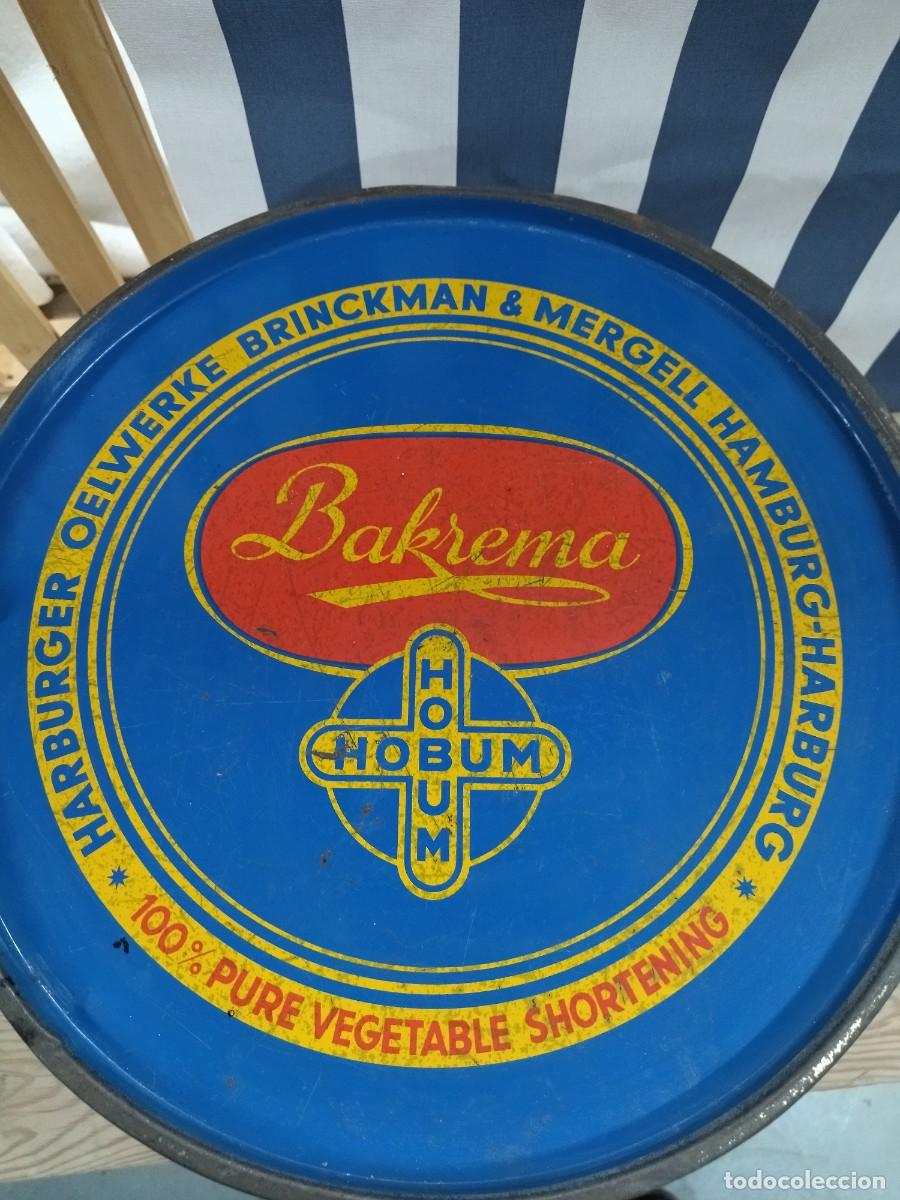 HARBURGER OELWERKE BRINCKMAN & MERGELL HAMBURG-HARBURG
Bakrema
HOBUM
HOBUM
* 100% PURE VEGETABLE SHORTENING *
todocoleccion